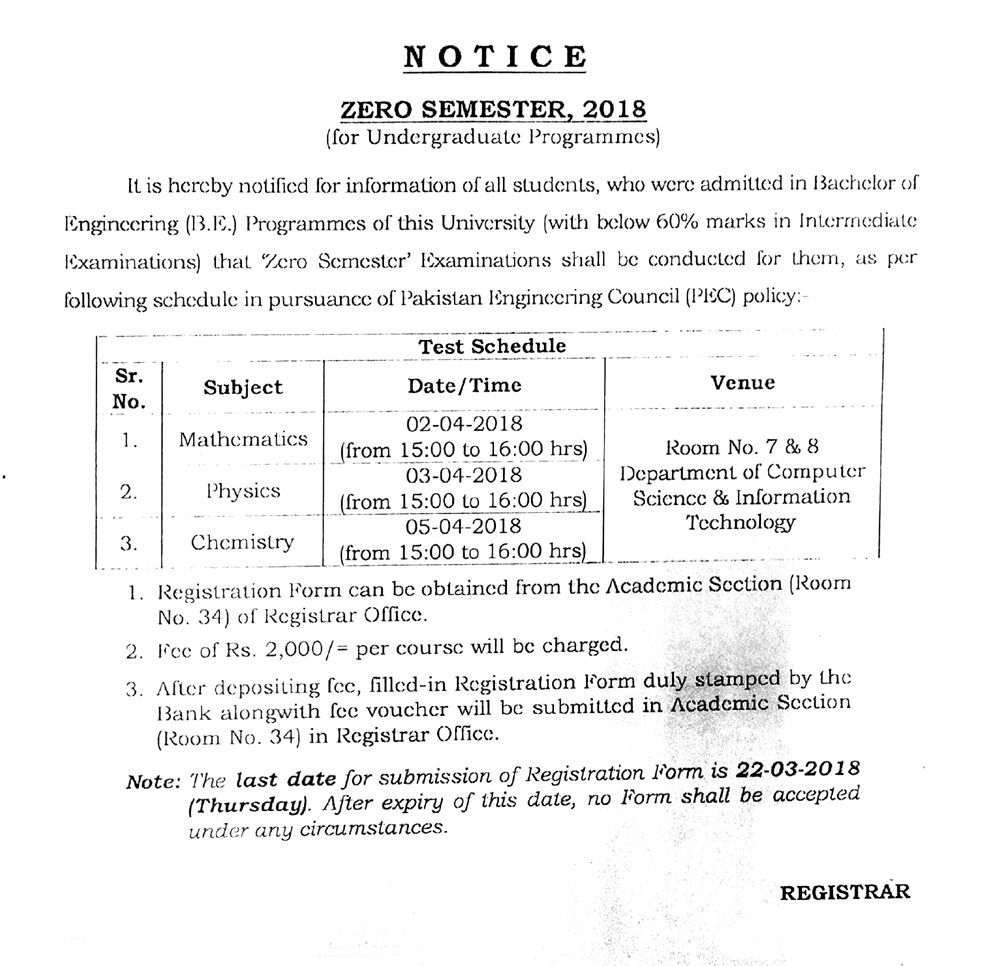 NOTICE
ZERO SEMESTER, 2018
(for Undergraduate Programmes)
It is hereby notified for information of all students, who were admitted in Bachelor of
Engineering (B.E.) Programmes of this University (with below 60% marks in Intermediate
Examinations) that 'Zero Semester' Examinations shall be conducted for them, as per
following schedule in pursuance of Pakistan Engineering Council (PEC) policy:-
Test Schedule
Sr. No. Subject Date/Time Venue
1. Mathematics 02-04-2018
(from 15:00 to 16:00 hrs)
2. Physics 03-04-2018
(from 15:00 to 16:00 hrs)
3. Chemistry 05-04-2018
(from 15:00 to 16:00 hrs)
Room No. 7 & 8
Department of Computer
Science & Information
Technology
1. Registration Form can be obtained from the Academic Section (Room
No. 34) of Registrar Office.
2. Fee of Rs. 2,000/= per course will be charged.
3. After depositing fee, filled-in Registration Form duly stamped by the
Bank alongwith fee voucher will be submitted in Academic Section
(Room No. 34) in Registrar Office.
Note: The last date for submission of Registration Form is 22-03-2018
(Thursday). After expiry of this date, no Form shall be accepted
under any circumstances.
REGISTRAR